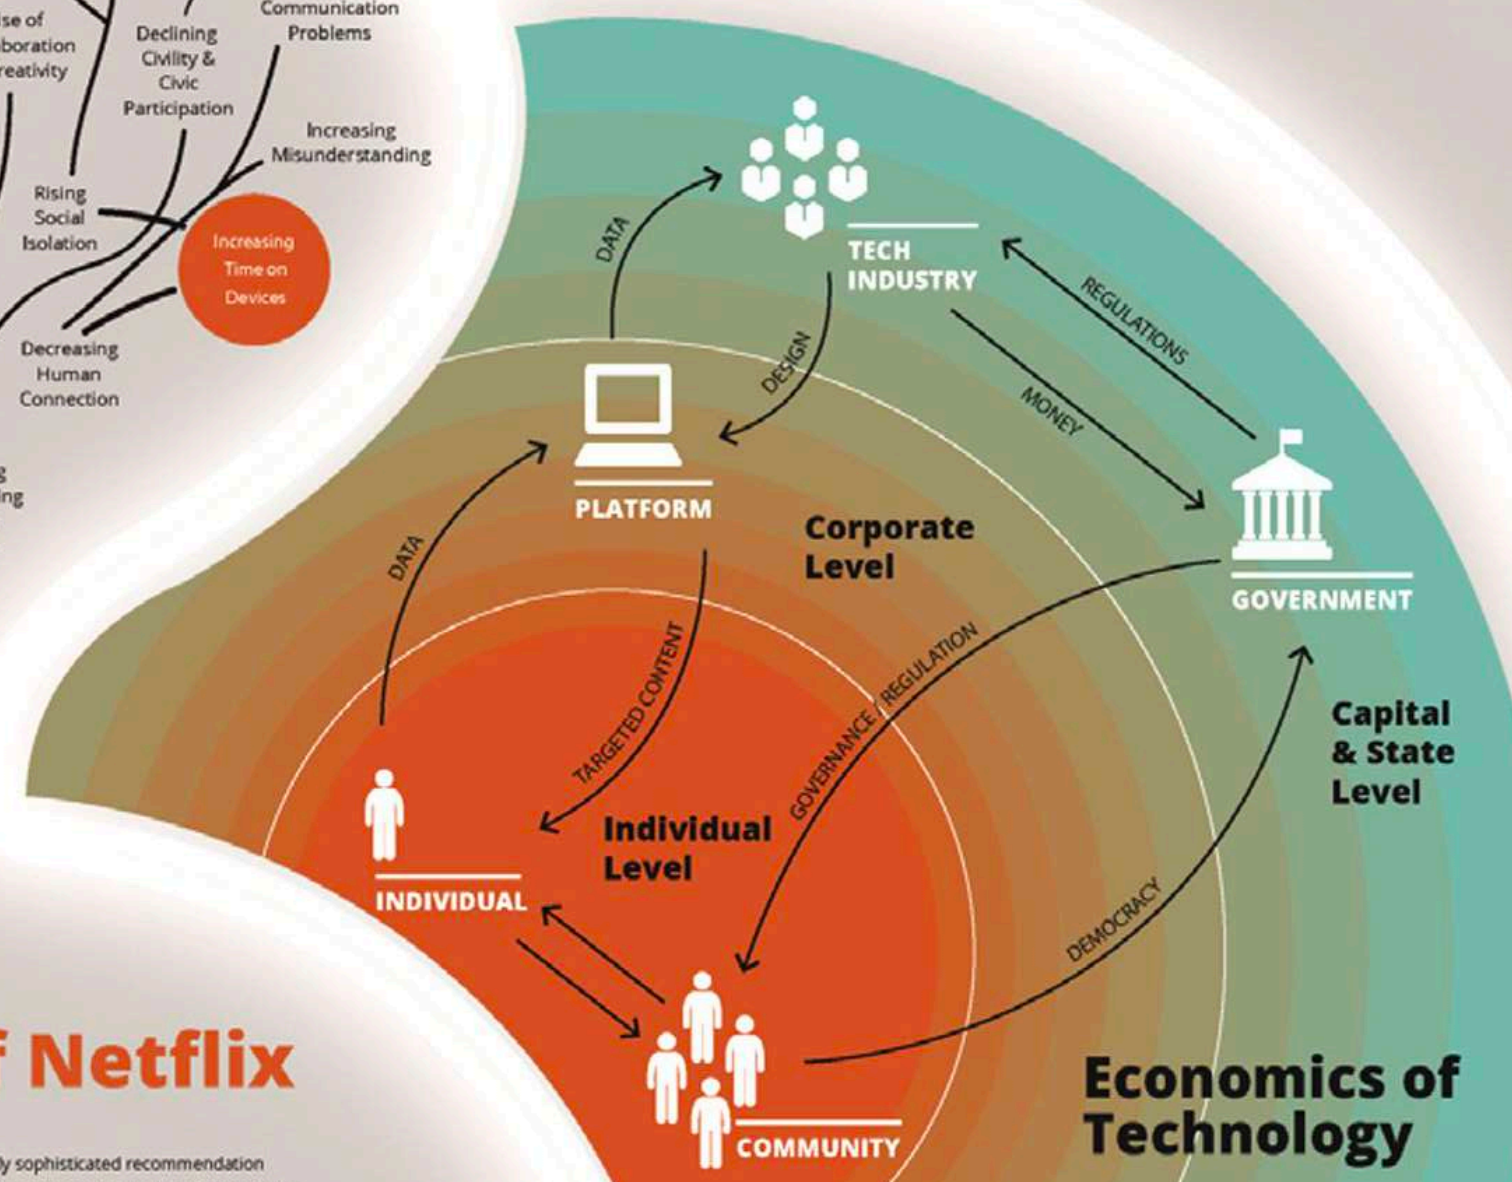 Communication
Problems
Declining
Civility &
Civic
Participation
Increasing
Misunderstanding
Rising
Social
Isolation
Increasing
Time on
Devices
Decreasing
Human
Connection
DATA
TECH
INDUSTRY
REGULATIONS
DESIGN
MONEY
PLATFORM
Corporate
Level
DATA
GOVERNMENT
TARGETED CONTENT
GOVERNANCE / REGULATION
Capital
& State
Level
Individual
Level
INDIVIDUAL
DEMOCRACY
COMMUNITY
Netflix
Economics of
Technology
sophisticated recommendation